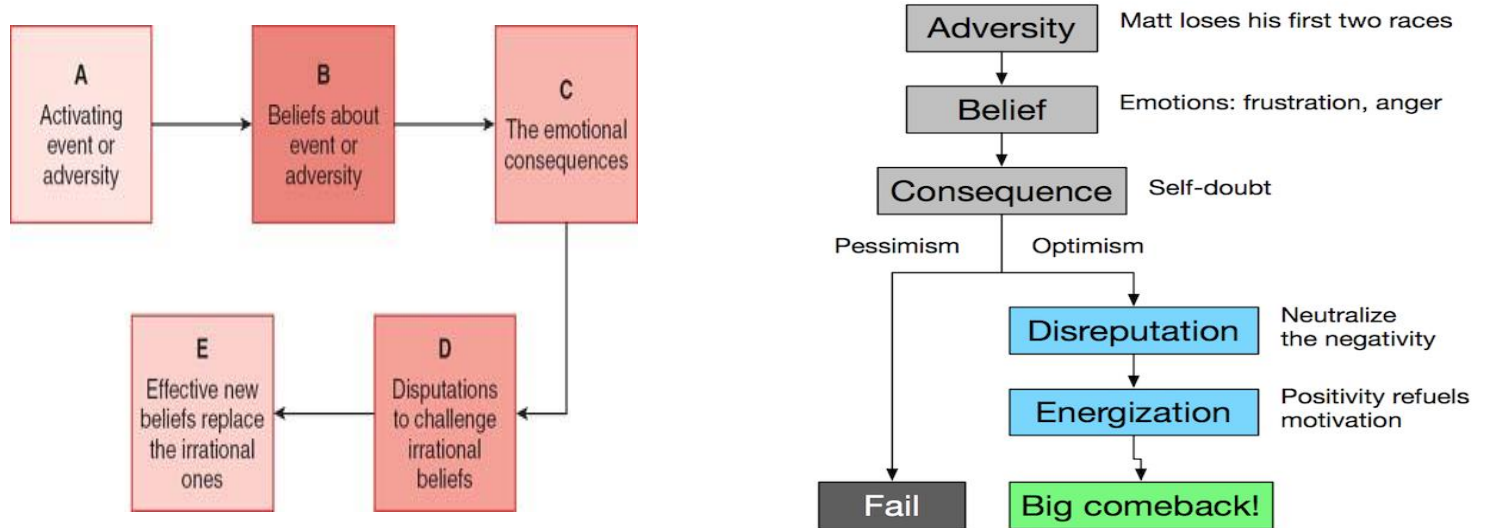 A
Activating
event or
adversity
B
Beliefs about
event or
adversity
C
The emotional
consequences
E
Effective new
beliefs replace
the irrational
ones
D
Disputations
to challenge
irrational
beliefs
Adversity
Matt loses his first two races
Belief
Emotions: frustration, anger
Consequence
Self-doubt
Pessimism
Optimism
Disreputation
Neutralize
the negativity
Energization
Positivity refuels
motivation
Fail
Big comeback!